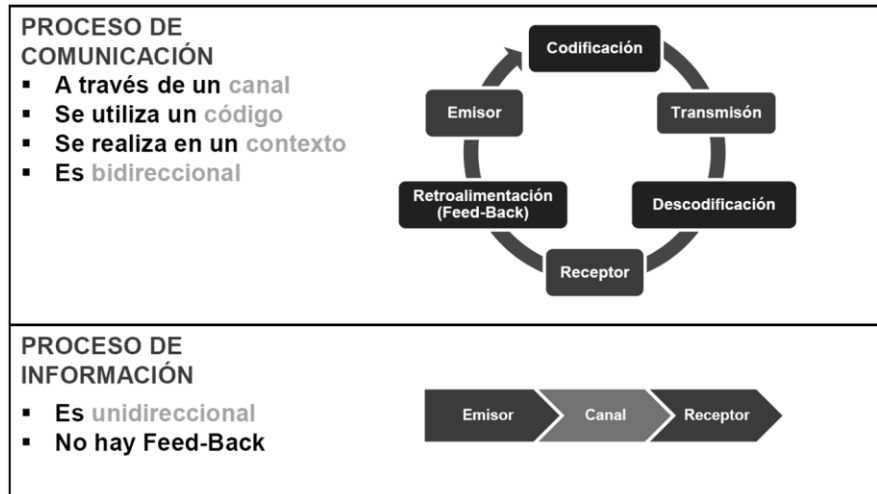 PROCESO DE
COMUNICACIÓN
▪ A través de un canal
▪ Se utiliza un código
▪ Se realiza en un contexto
▪ Es bidireccional
Codificación
Transmisón
Descodificación
Receptor
Retroalimentación
(Feed-Back)
Emisor
PROCESO DE
INFORMACIÓN
▪ Es unidireccional
▪ No hay Feed-Back
Emisor
Canal
Receptor